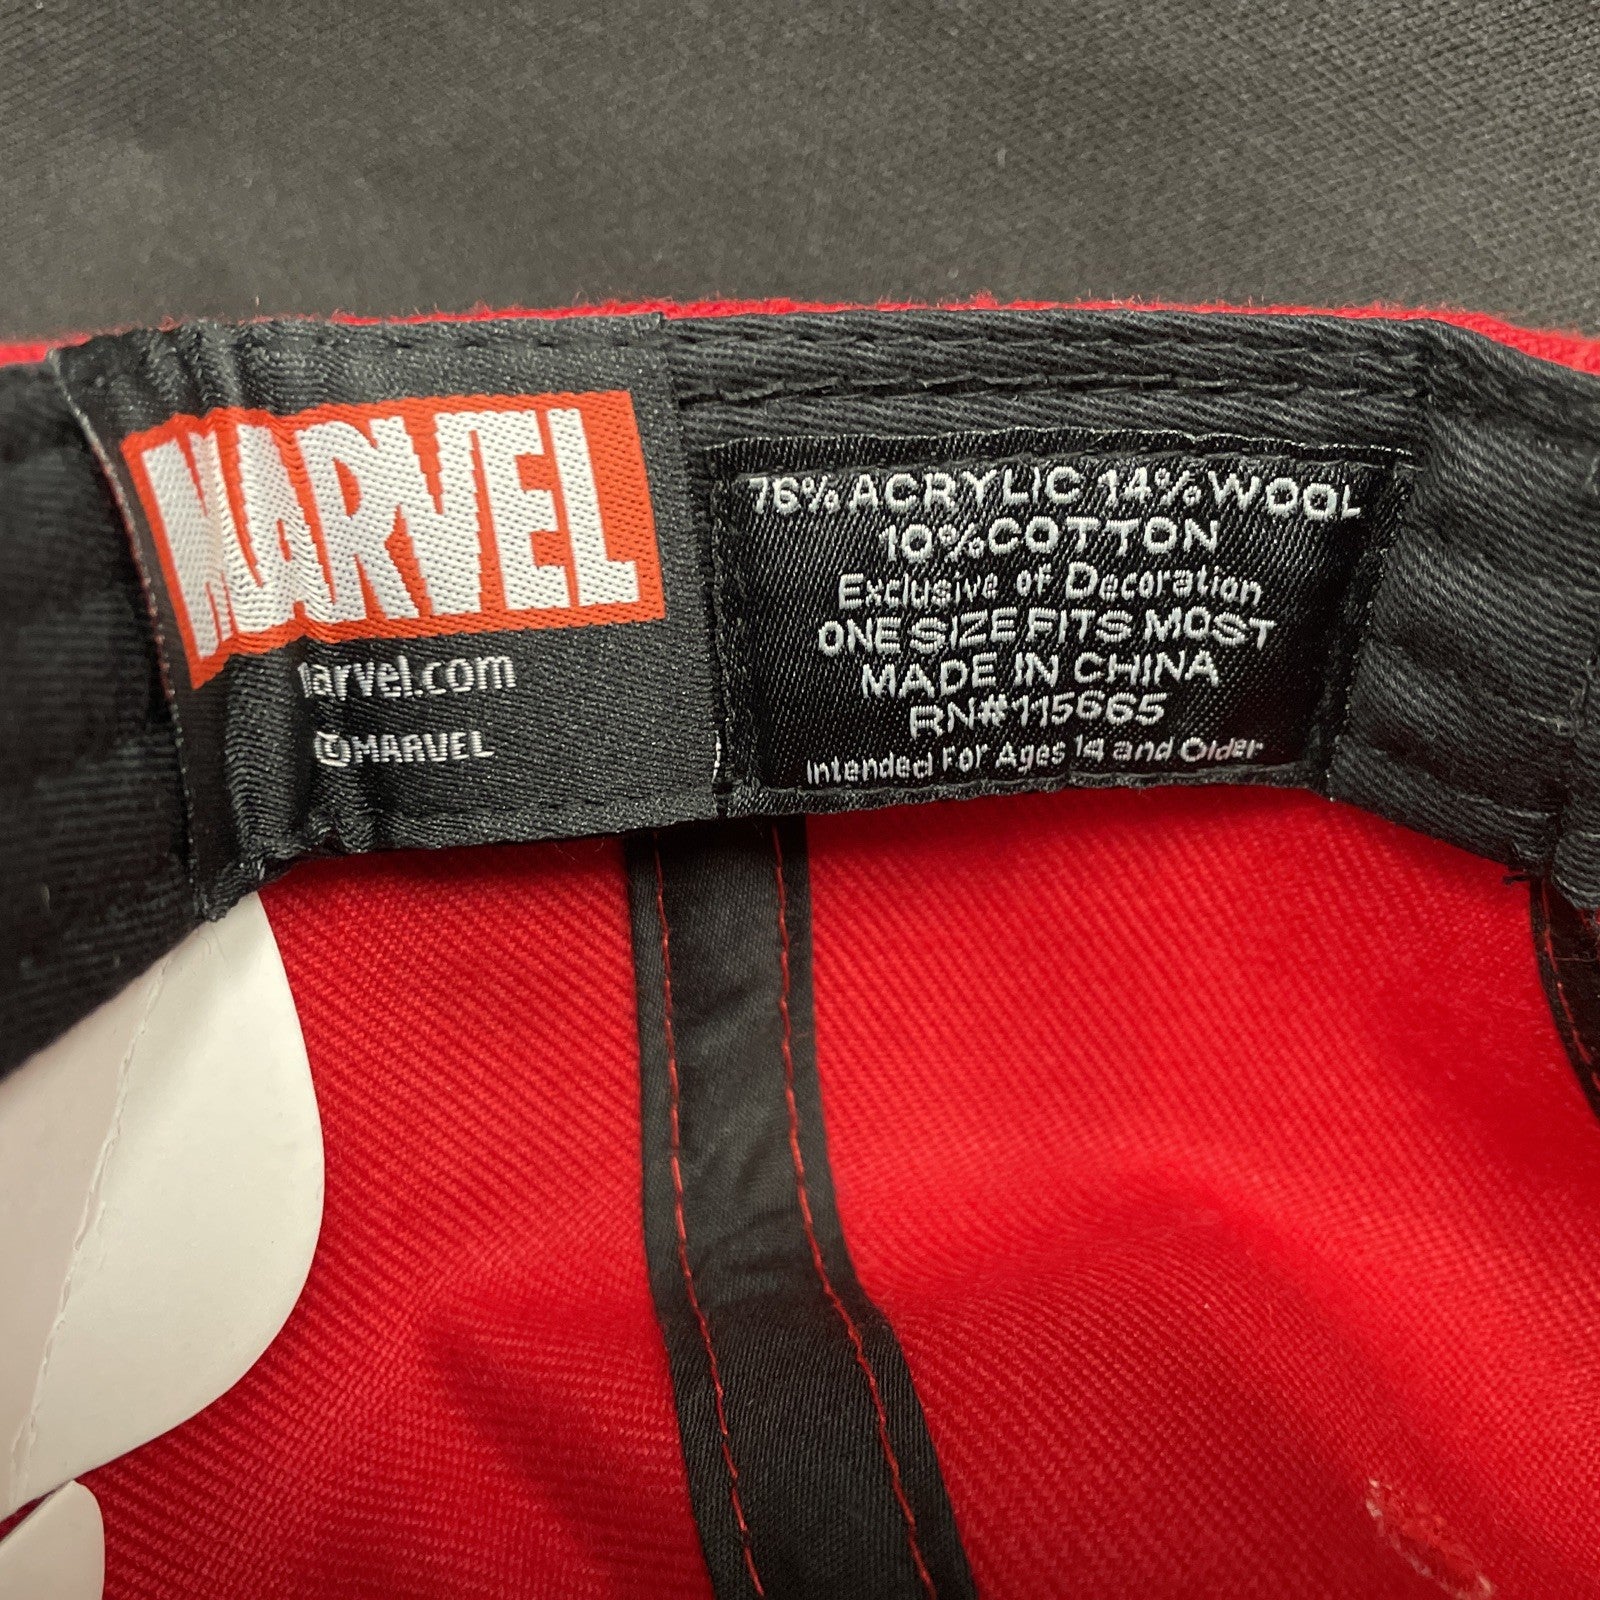 MARVEL
marvel.com
©MARVEL
76% ACRYLIC 14% WOOL
10% COTTON
Exclusive of Decoration
ONE SIZE FITS MOST
MADE IN CHINA
RN#115665
Intended For Ages 14 and Older